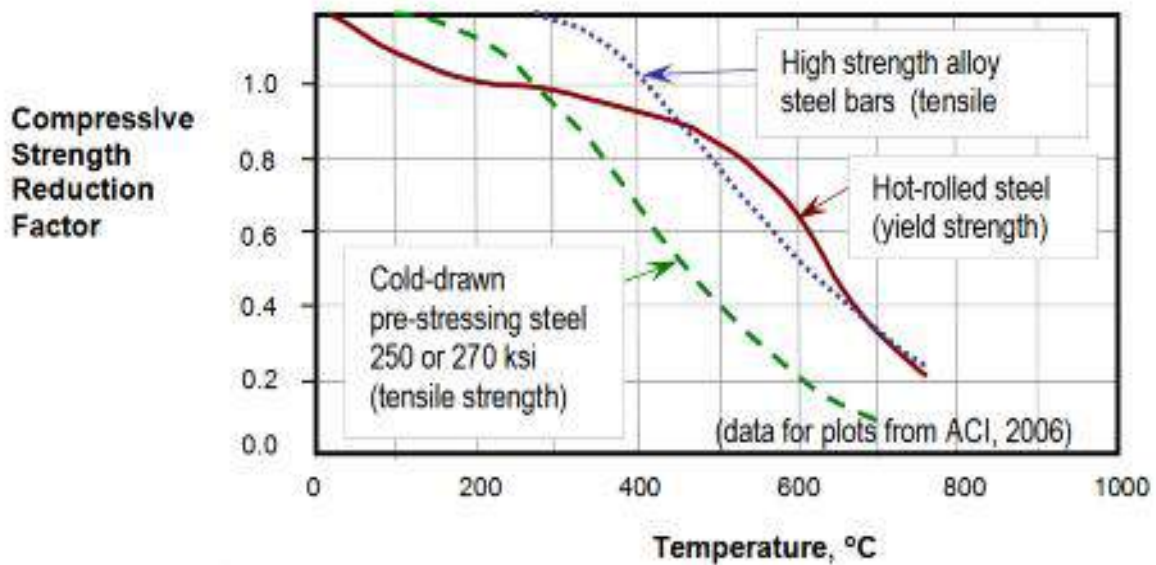 Compressive
Strength
Reduction
Factor
1.0
0.8
0.6
0.4
0.2
0.0
High strength alloy
steel bars (tensile
Hot-rolled steel
(yield strength)
Cold-drawn
pre-stressing steel
250 or 270 ksi
(tensile strength)
(data for plots from ACI, 2006)
0 200 400 600 800 1000
Temperature, ºC